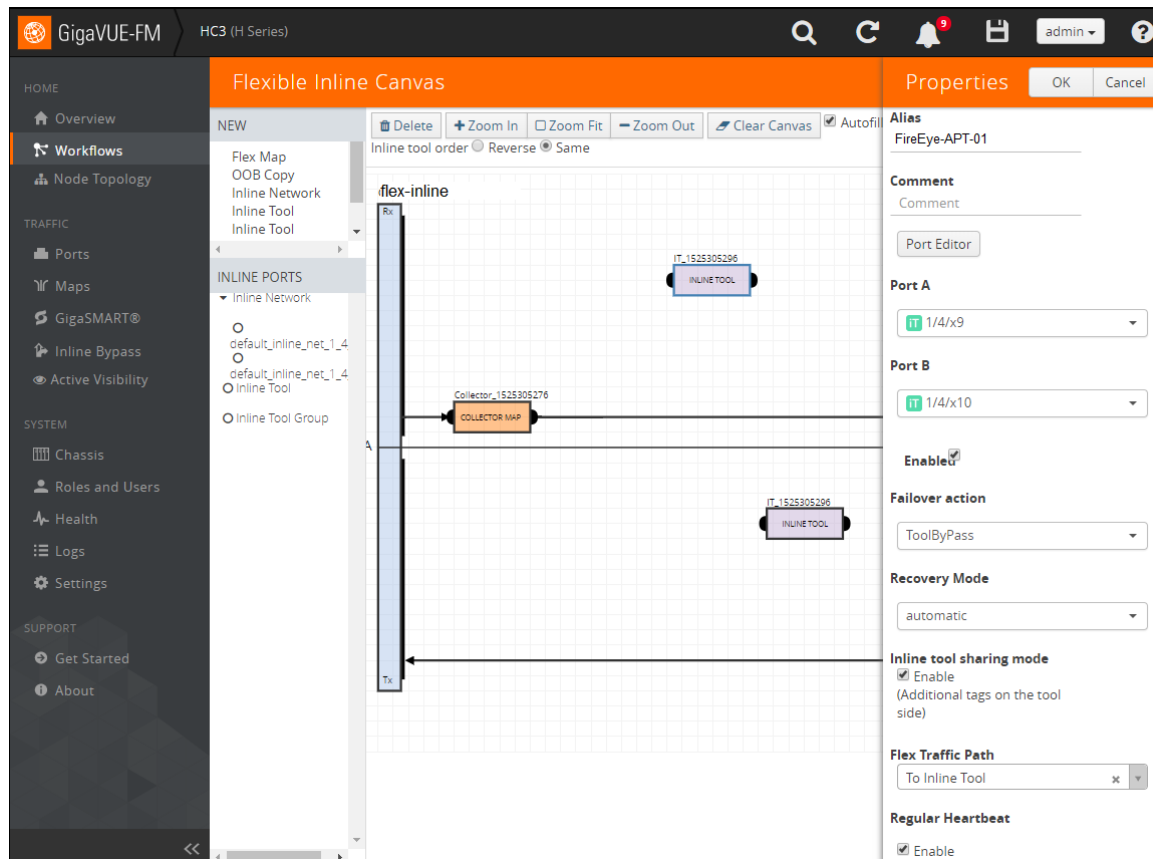 GigaVUE-FM
HC3 (H Series)
9
admin
?
HOME
Overview
Workflows
Node Topology
TRAFFIC
Ports
Maps
GigaSMART®
Inline Bypass
Active Visibility
SYSTEM
Chassis
Roles and Users
Health
Logs
Settings
SUPPORT
Get Started
About
<<
Flexible Inline Canvas
NEW
Flex Map
OOB Copy
Inline Network
Inline Tool
Inline Tool
INLINE PORTS
Inline Network
default_inline_net_1_4_
default_inline_net_1_4
Inline Tool
Inline Tool Group
Delete
Zoom In
Zoom Fit
Zoom Out
Clear Canvas
Autofill
Inline tool order Reverse Same
flex-inline
Rx
IT_1525305296
INLINE TOOL
Collector_1525305276
COLLECTOR MAP
A
IT_1525305296
INLINE TOOL
Tx
Properties
OK
Cancel
Alias
FireEye-APT-01
Comment
Comment
Port Editor
Port A
iT 1/4/x9
Port B
iT 1/4/x10
Enabled
Failover action
ToolByPass
Recovery Mode
automatic
Inline tool sharing mode
Enable
(Additional tags on the tool
side)
Flex Traffic Path
To Inline Tool
Regular Heartbeat
Enable